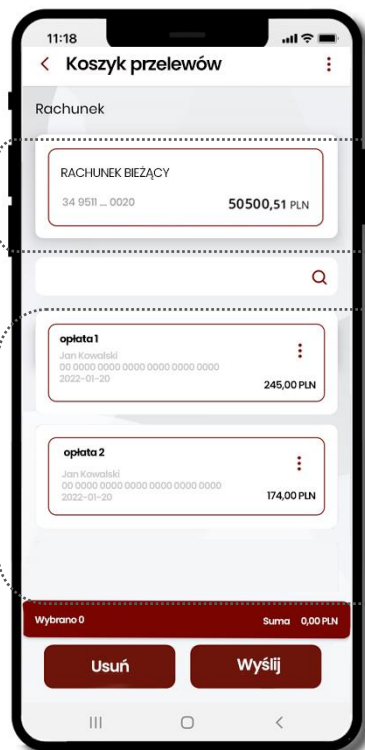 11:18
Koszyk przelewów
Rachunek
RACHUNEK BIEŻĄCY
34 9511 ... 0020 50500,51 PLN
opłata 1
Jan Kowalski
00 0000 0000 0000 0000 0000 0000
2022-01-20
245,00 PLN
opłata 2
Jan Kowalski
00 0000 0000 0000 0000 0000 0000
2022-01-20
174,00 PLN
Wybrano 0 Suma 0,00 PLN
Usuń Wyślij